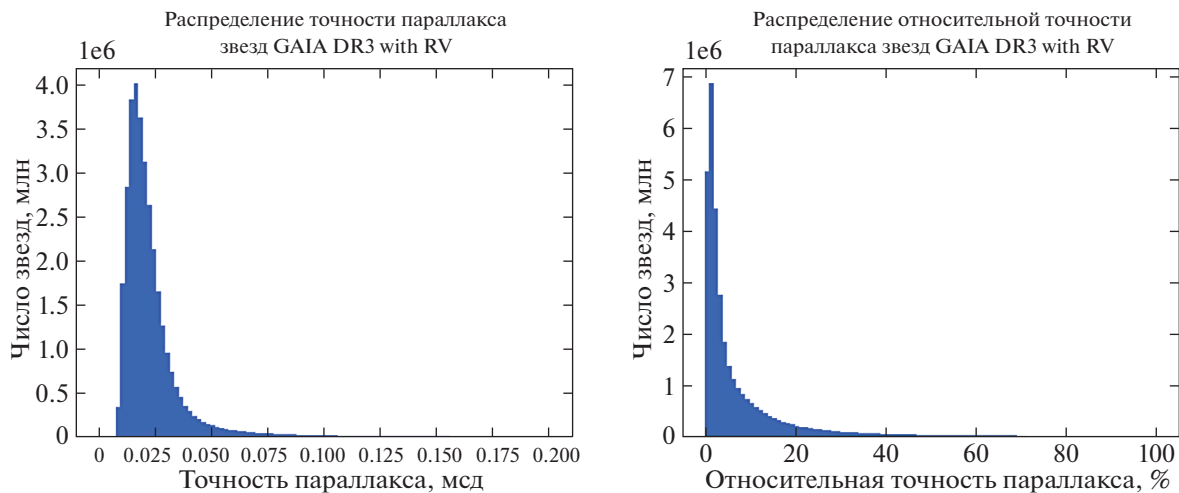 Распределение точности параллакса
звезд GAIA DR3 with RV
1e6
4.0
3.5
3.0
2.5
2.0
1.5
1.0
0.5
0
Число звезд, млн
0 0.025 0.050 0.075 0.100 0.125 0.150 0.175 0.200
Точность параллакса, мсд
Распределение относительной точности
параллакса звезд GAIA DR3 with RV
1e6
7
6
5
4
3
2
1
0
Число звезд, млн
0 20 40 60 80 100
Относительная точность параллакса, %